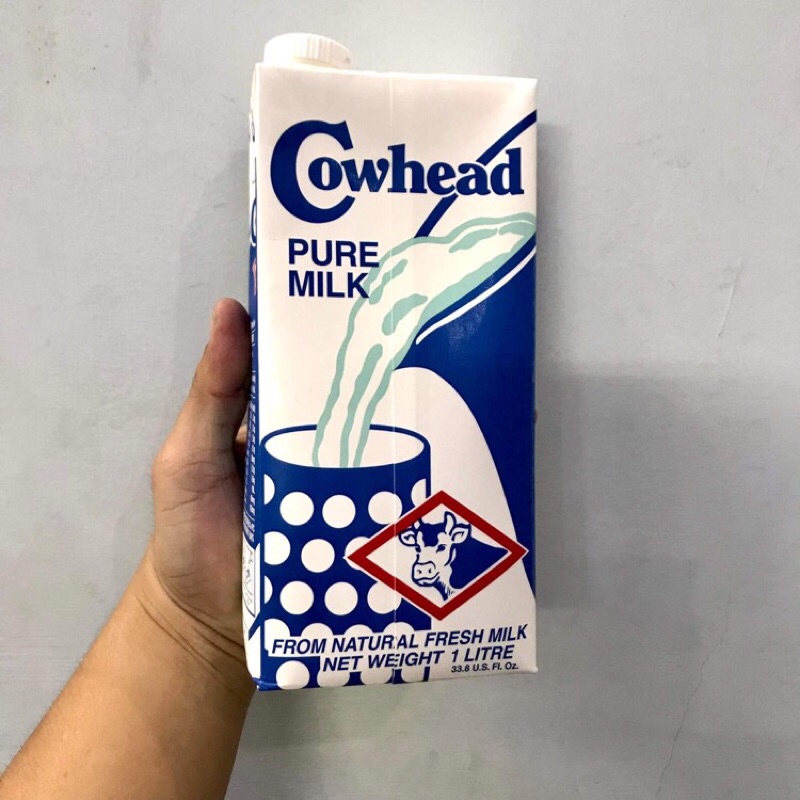 Cowhead
PURE
MILK
FROM NATURAL FRESH MILK
NET WEIGHT 1 LITRE
33.8 U.S. Fl. Oz.